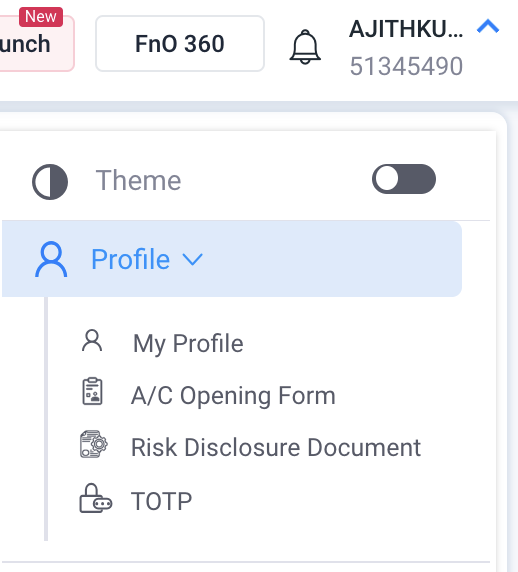 New
unch
FnO 360
AJITHKU...
51345490
Theme
Profile
My Profile
A/C Opening Form
Risk Disclosure Document
TOTP